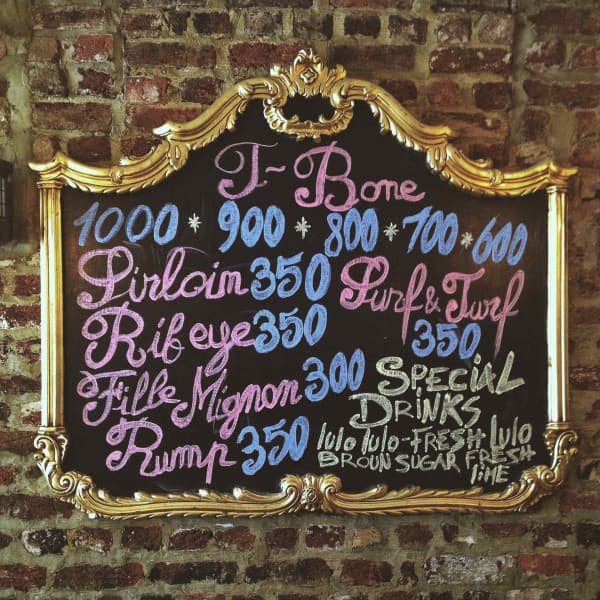 T-Bone
1000 * 900 * 800 * 700 * 600
Sirloin 350
Rib eye 350
Fille Mignon 300
Rump 350
Surf & Turf
350
SPECIAL
DRINKS
lulo lulo-FRESH lulo
BROUN SUGAR FRESH
liME